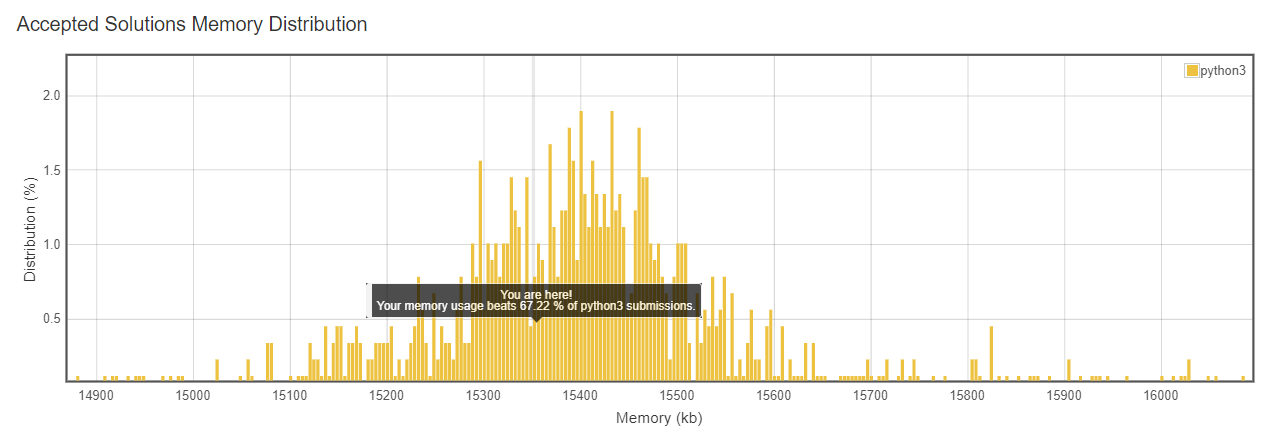 Accepted Solutions Memory Distribution
python3
2.0
1.5
1.0
0.5
Distribution (%)
You are here!
Your memory usage beats 67.22 % of python3 submissions.
14900 15000 15100 15200 15300 15400 15500 15600 15700 15800 15900 16000
Memory (kb)